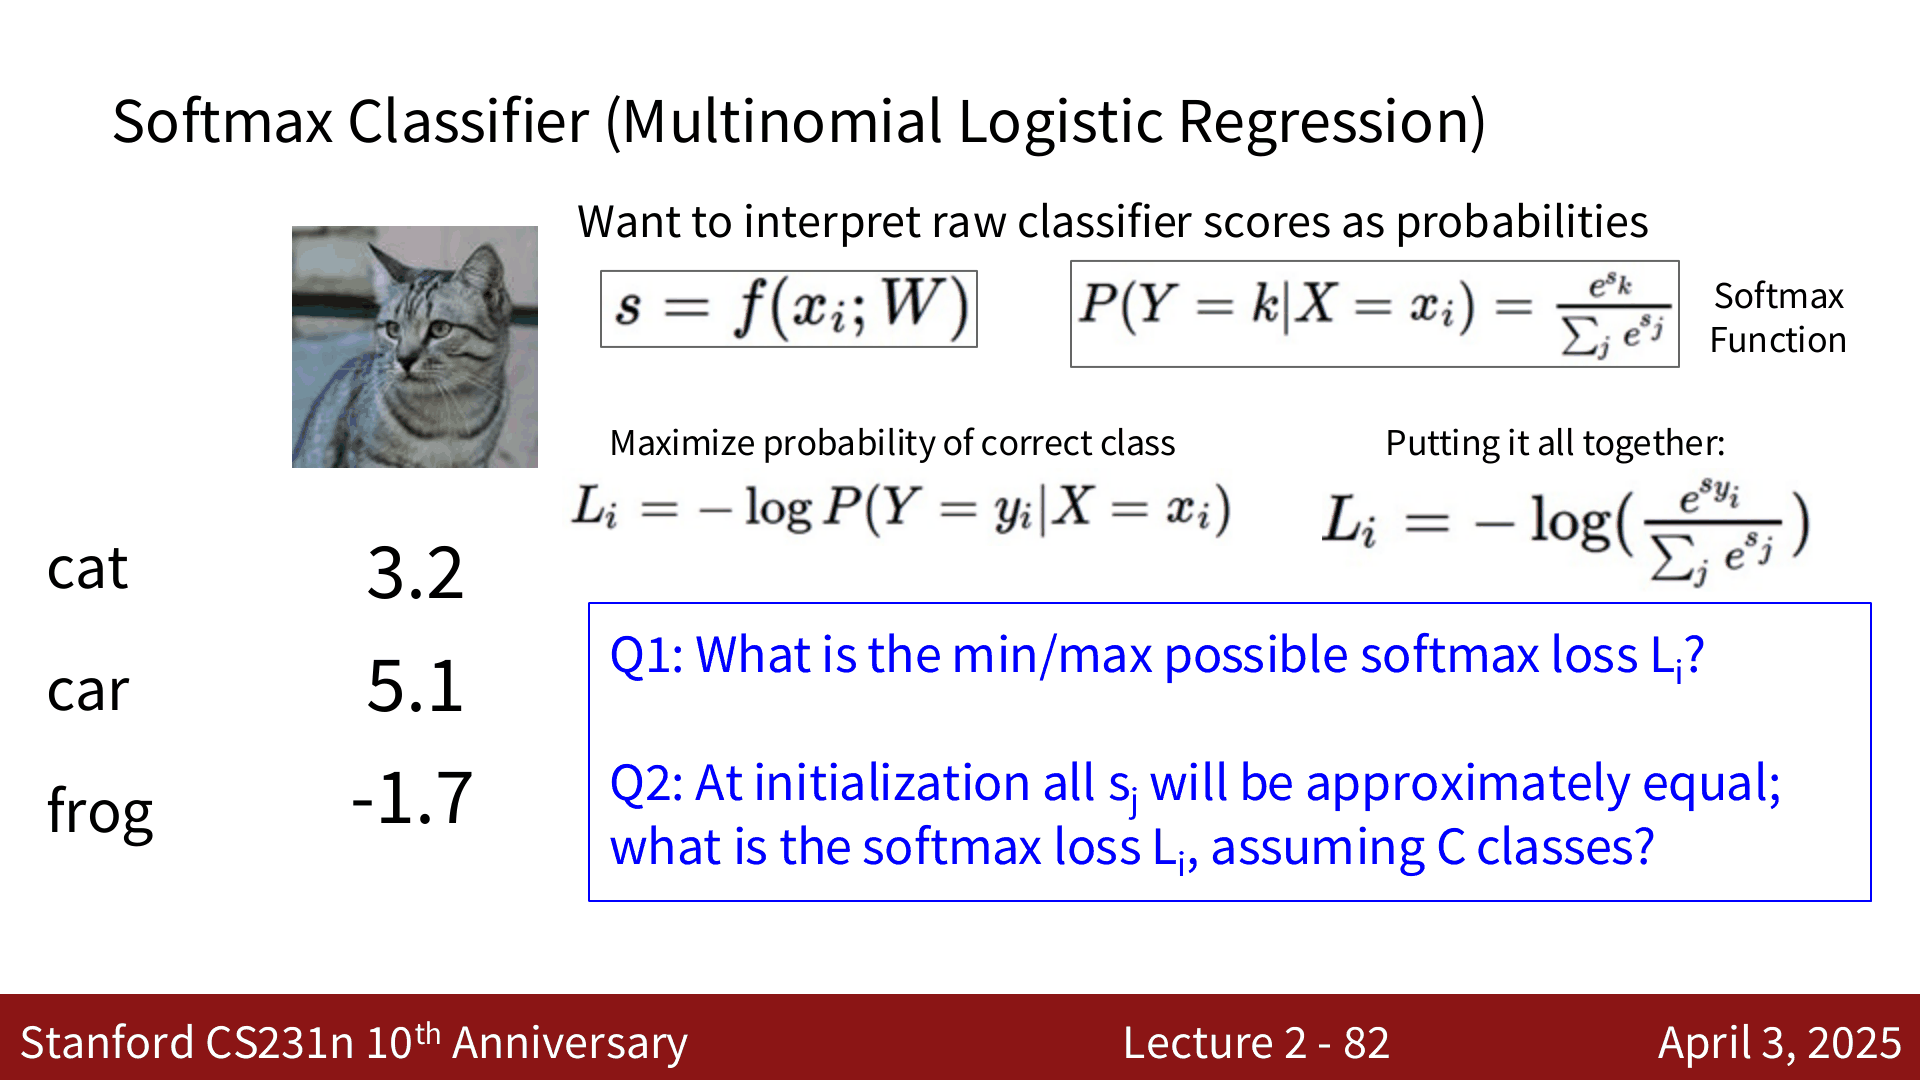 Softmax Classifier (Multinomial Logistic Regression)
Want to interpret raw classifier scores as probabilities
s = f(x_i; W)
P(Y = k|X = x_i) = \frac{e^{s_k}}{\sum_j e^{s_j}}
Softmax
Function
Maximize probability of correct class
L_i = − log P(Y = y_i|X = x_i)
Putting it all together:
L_i = − log(\frac{e^{s_{y_i}}}{\sum_j e^{s_j}})
cat 3.2
car 5.1
frog -1.7
Q1: What is the min/max possible softmax loss L_i?
Q2: At initialization all s_j will be approximately equal;
what is the softmax loss L_i, assuming C classes?
Stanford CS231n 10th Anniversary Lecture 2 - 82 April 3, 2025